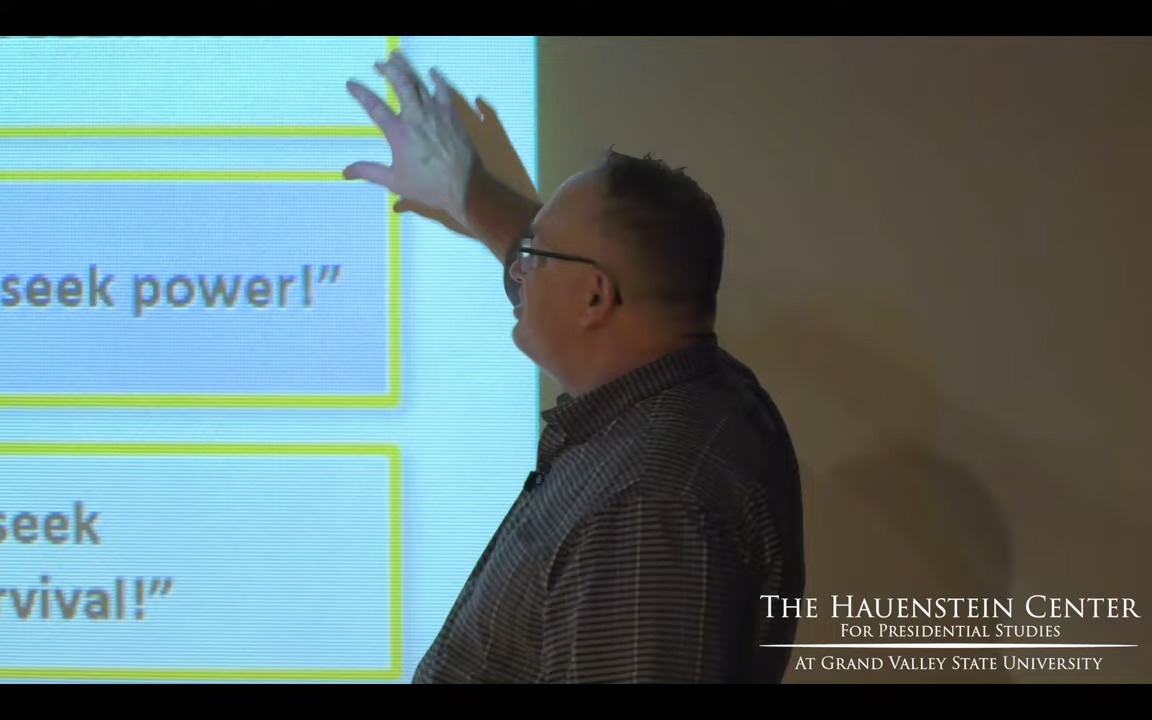 seek power!”
seek
rvival!”
THE HAUENSTEIN CENTER
FOR PRESIDENTIAL STUDIES
AT GRAND VALLEY STATE UNIVERSITY